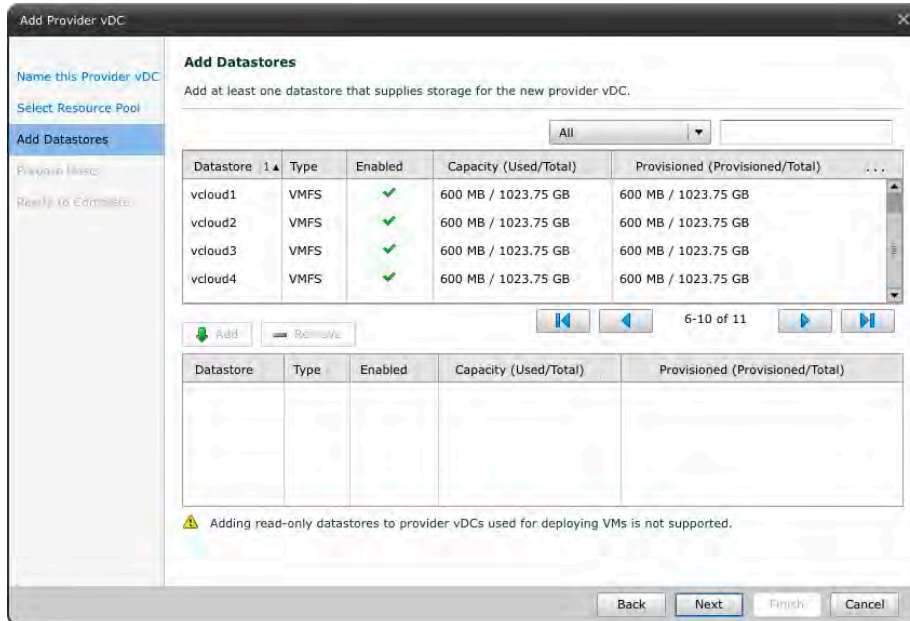 Add Provider vDC
Name this Provider vDC
Select Resource Pool
Add Datastores
Prepare Hosts
Ready to Complete
Add Datastores
Add at least one datastore that supplies storage for the new provider vDC.
All
Datastore 1▲ Type Enabled Capacity (Used/Total) Provisioned (Provisioned/Total) ...
vcloud1 VMFS ✔ 600 MB / 1023.75 GB 600 MB / 1023.75 GB
vcloud2 VMFS ✔ 600 MB / 1023.75 GB 600 MB / 1023.75 GB
vcloud3 VMFS ✔ 600 MB / 1023.75 GB 600 MB / 1023.75 GB
vcloud4 VMFS ✔ 600 MB / 1023.75 GB 600 MB / 1023.75 GB
6-10 of 11
Add Remove
Datastore Type Enabled Capacity (Used/Total) Provisioned (Provisioned/Total)
Adding read-only datastores to provider vDCs used for deploying VMs is not supported.
Back Next Finish Cancel